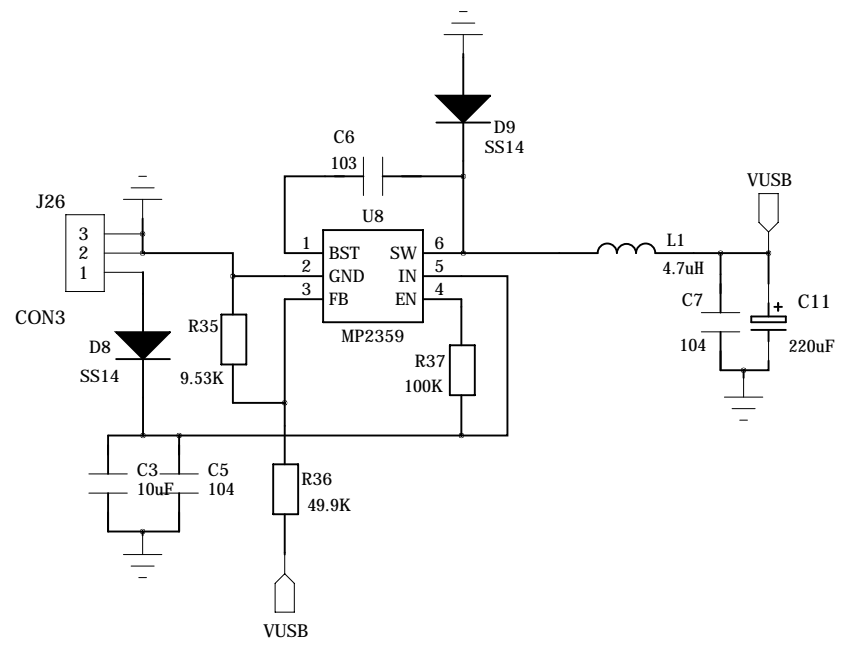 D9
SS14
C6
103
VUSB
J26
U8
3
2
1
1
BST
SW
6
2
GND
IN
5
3
FB
EN
4
MP2359
L1
4.7uH
C7
104
C11
+
220uF
CON3
R35
9.53K
D8
SS14
R37
100K
C3
10uF
C5
104
R36
49.9K
VUSB